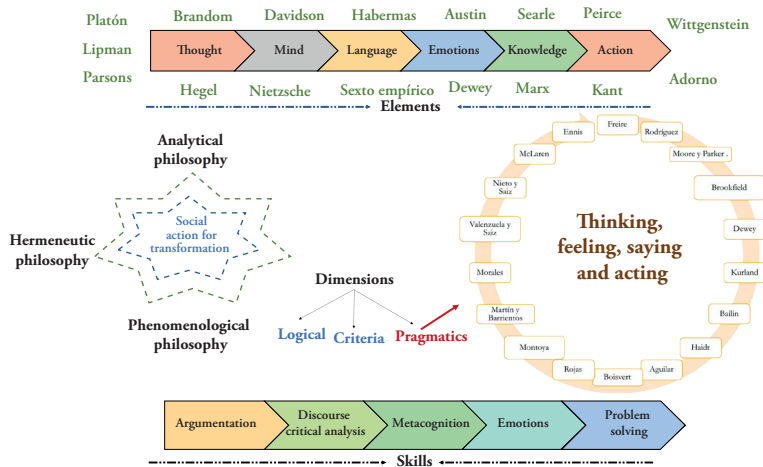 Platón
Brandom
Davidson
Habermas
Austin
Searle
Peirce
Wittgenstein
Lipman
Parsons
Thought
Mind
Language
Emotions
Knowledge
Action
Hegel
Nietzsche
Sexto empírico
Dewey
Marx
Kant
Adorno
Elements
Analytical
philosophy
Hermeneutic
philosophy
Social
action for
transformation
Phenomenological
philosophy
Dimensions
Logical
Criteria
Pragmatics
Freire
Rodríguez
Moore y Parker .
Brookfield
Dewey
Kurland
Bailin
Haidt
Aguilar
Boisvert
Rojas
Montoya
Martín y
Barrientos
Morales
Valenzuela y
Saiz
Nieto y
Saiz
McLaren
Ennis
Thinking,
feeling, saying
and acting
Argumentation
Discourse
critical analysis
Metacognition
Emotions
Problem
solving
Skills